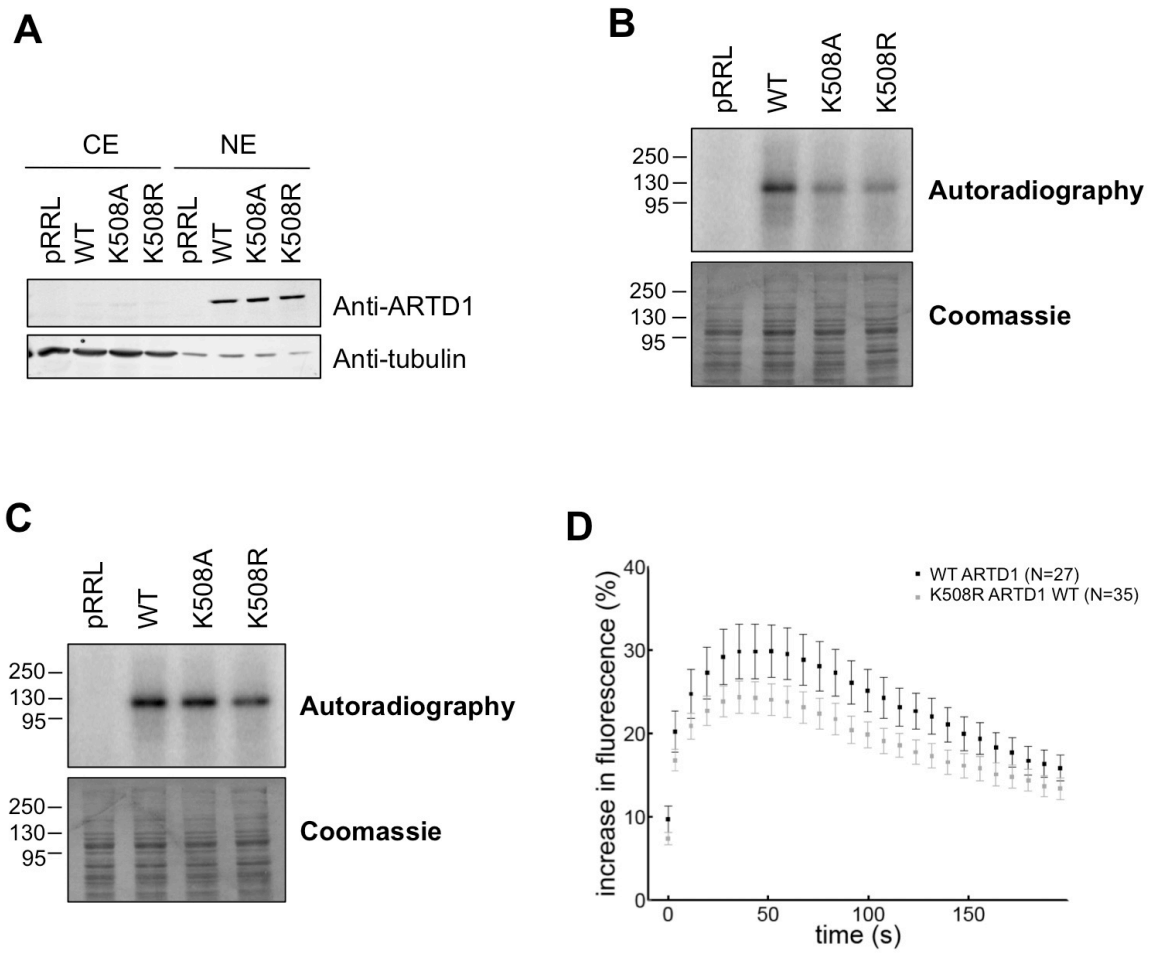 A
CE NE
pRRL WT K508A K508R pRRL WT K508A K508R
Anti-ARTD1
Anti-tubulin
B
pRRL WT K508A K508R
250
130
95
Autoradiography
250
130
95
Coomassie
C
pRRL WT K508A K508R
250
130
95
Autoradiography
250
130
95
Coomassie
D
WT ARTD1 (N=27)
K508R ARTD1 WT (N=35)
increase in fluorescence (%)
40
30
20
10
0
0 50 100 150
time (s)